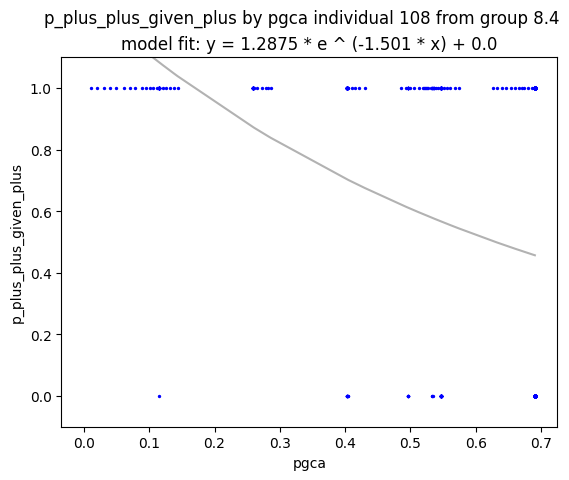 p_plus_plus_given_plus by pgca individual 108 from group 8.4
model fit: y = 1.2875 * e ^ (-1.501 * x) + 0.0
1.0
0.8
0.6
0.4
0.2
0.0
p_plus_plus_given_plus
0.0 0.1 0.2 0.3 0.4 0.5 0.6 0.7
pgca